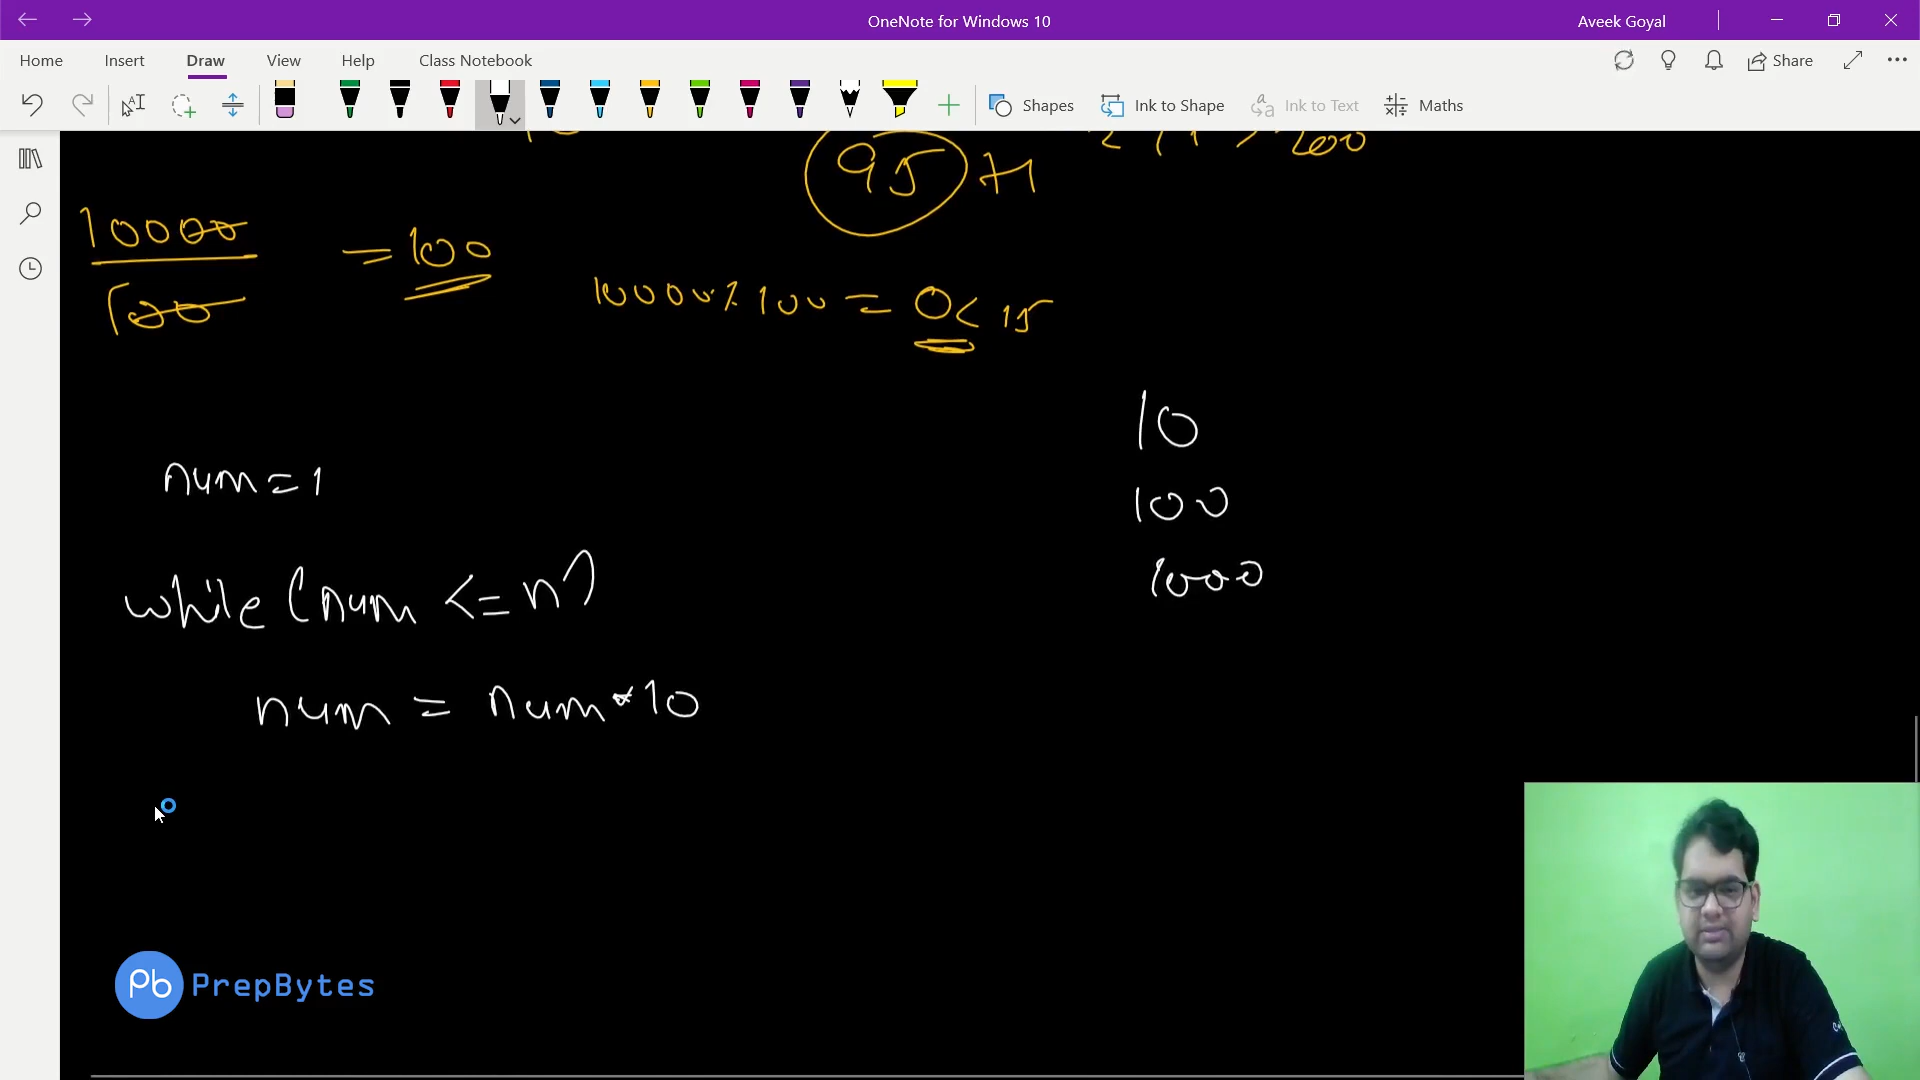 OneNote for Windows 10
Aveek Goyal
Home Insert Draw View Help Class Notebook
Share
Shapes Ink to Shape Ink to Text Maths
95 H
10000
100
= 100
10000 % 100 = 0 < 15
num = 1
while (num <= n)
num = num * 10
10
100
1000
Pb PrepBytes